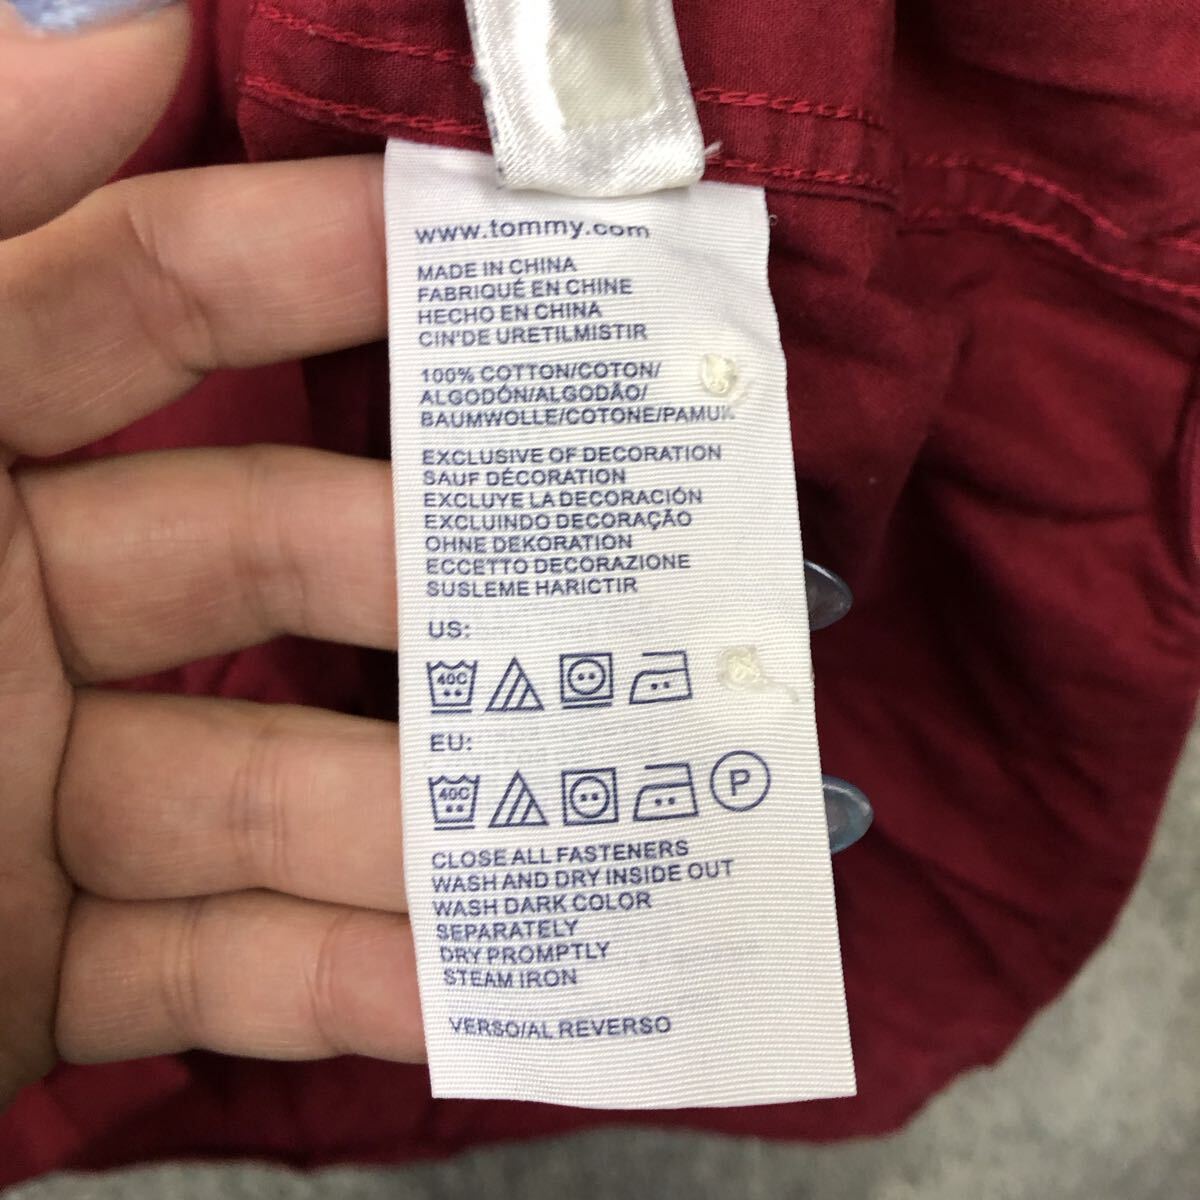 www.tommy.com
MADE IN CHINA
FABRIQUÉ EN CHINE
HECHO EN CHINA
CIN'DE URETILMISTIR
100% COTTON/COTON/
ALGODÓN/ALGODÃO/
BAUMWOLLE/COTONE/PAMUK
EXCLUSIVE OF DECORATION
SAUF DÉCORATION
EXCLUYE LA DECORACIÓN
EXCLUINDO DECORAÇAO
OHNE DEKORATION
ECCETTO DECORAZIONE
SUSLEME HARICTIR
US:
40C
EU:
40C P
CLOSE ALL FASTENERS
WASH AND DRY INSIDE OUT
WASH DARK COLOR
SEPARATELY
DRY PROMPTLY
STEAM IRON
VERSO/AL REVERSO